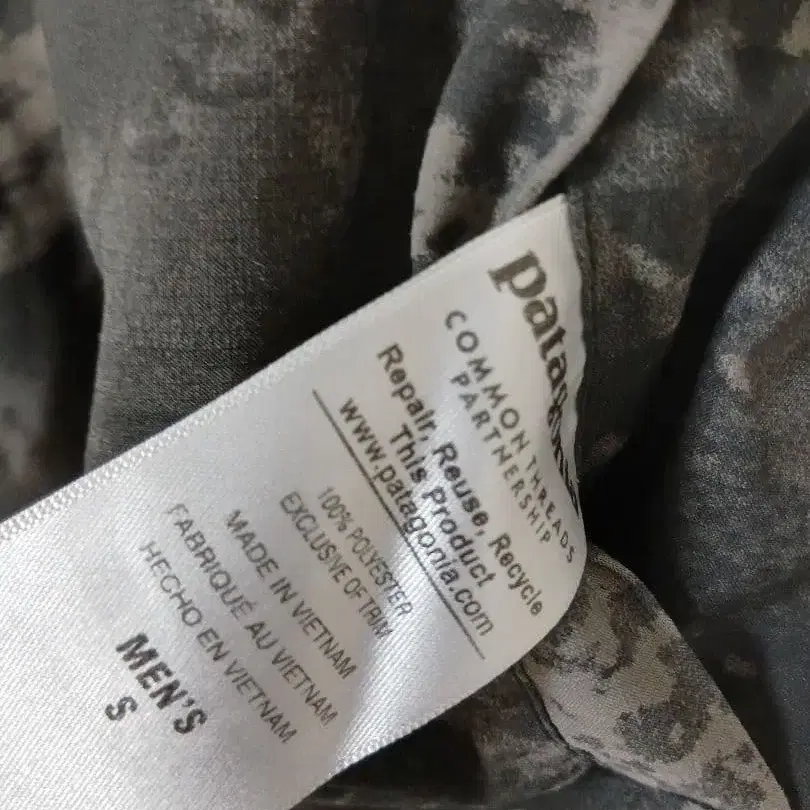 patagonia
COMMON THREADS
PARTNERSHIP
Repair, Reuse, Recycle
This Product
www.patagonia.com
100% POLYESTER
EXCLUSIVE OF TRIM
MADE IN VIETNAM
FABRIQUÉ AU VIETNAM
HECHO EN VIETNAM
MEN'S
S